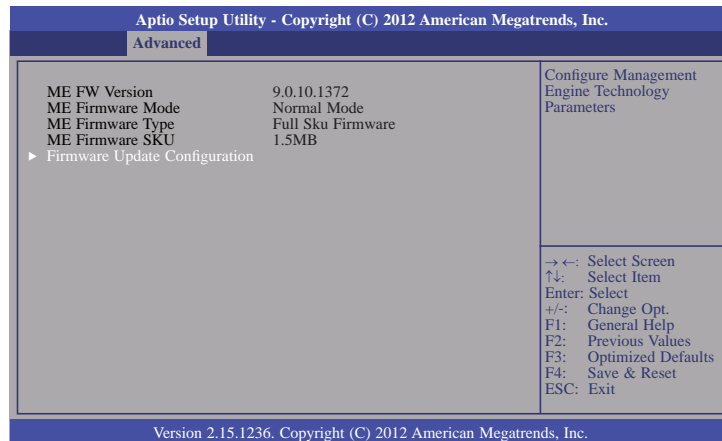 Aptio Setup Utility - Copyright (C) 2012 American Megatrends, Inc.
Advanced
ME FW Version 9.0.10.1372
ME Firmware Mode Normal Mode
ME Firmware Type Full Sku Firmware
ME Firmware SKU 1.5MB
► Firmware Update Configuration
Configure Management
Engine Technology
Parameters
→←: Select Screen
↑↓: Select Item
Enter: Select
+/-: Change Opt.
F1: General Help
F2: Previous Values
F3: Optimized Defaults
F4: Save & Reset
ESC: Exit
Version 2.15.1236. Copyright (C) 2012 American Megatrends, Inc.